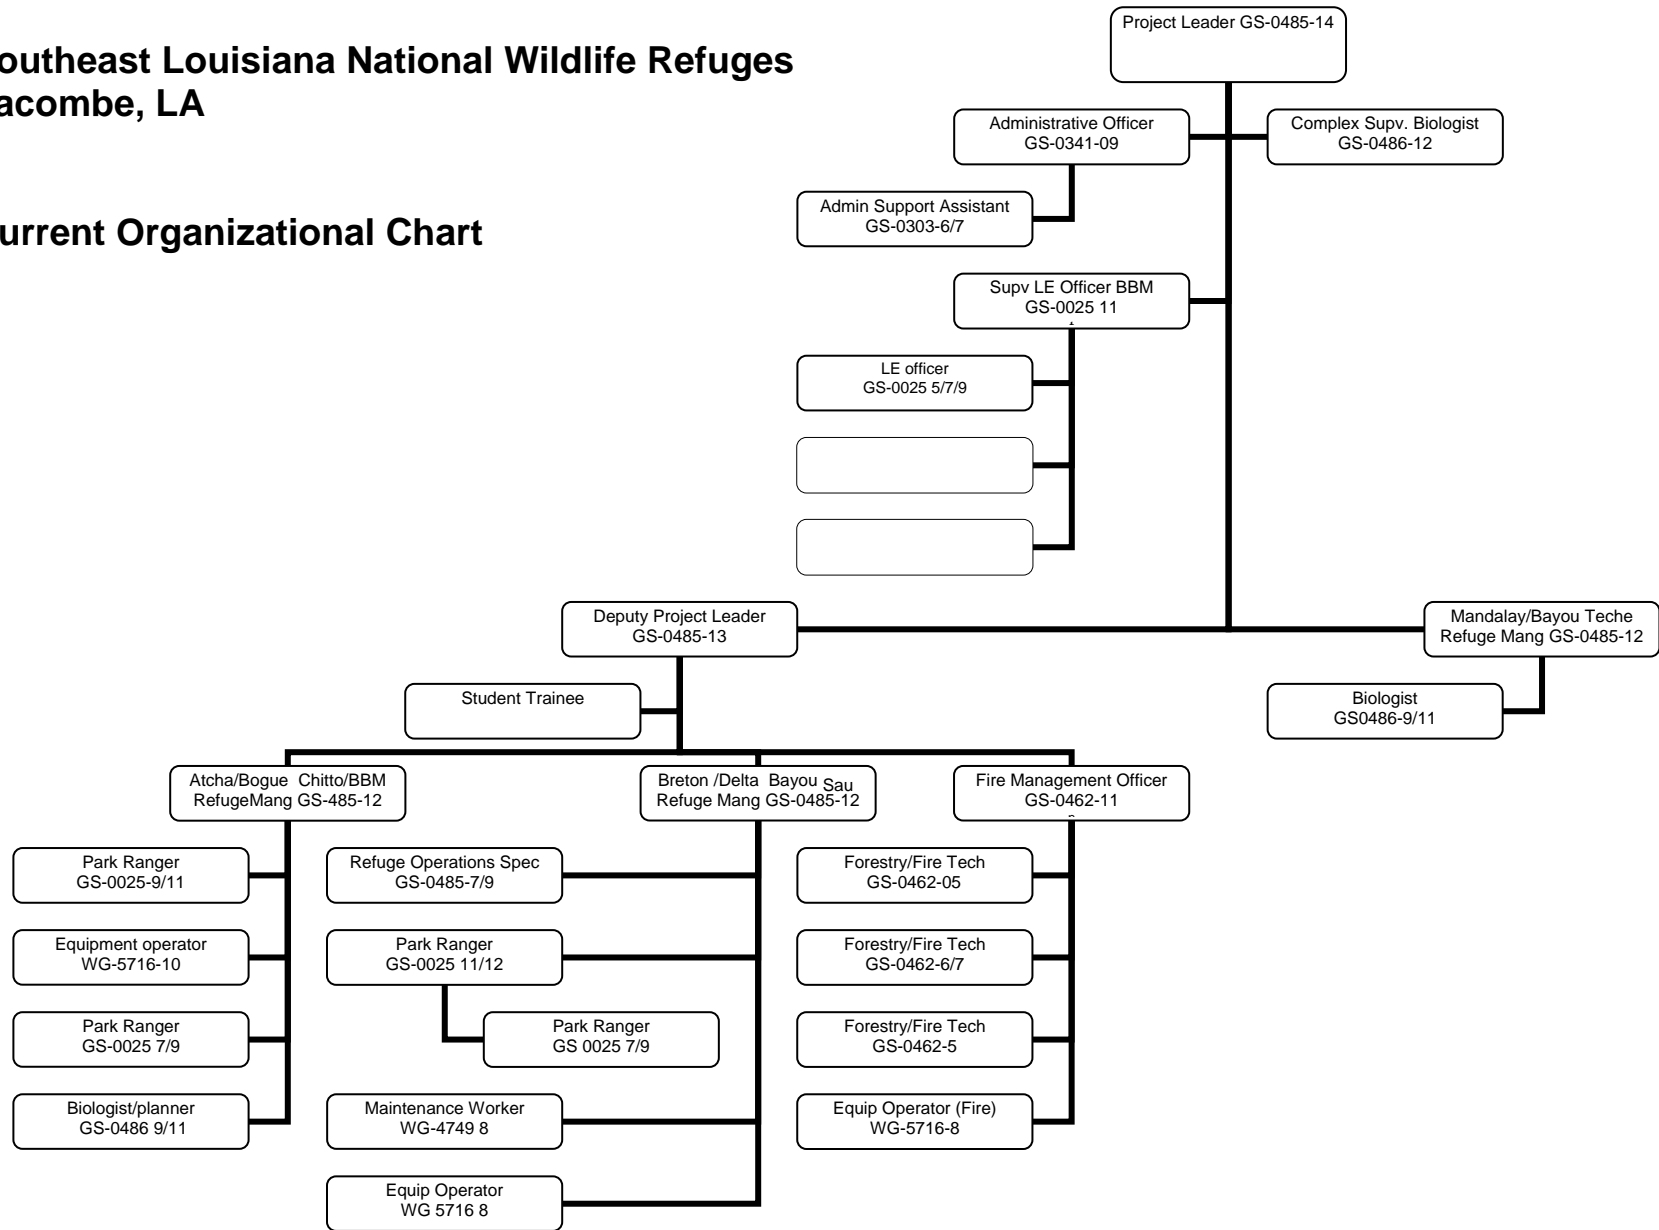 outheast Louisiana National Wildlife Refuges
acombe, LA
urrent Organizational Chart
Project Leader GS-0485-14
Administrative Officer
GS-0341-09
Complex Supv. Biologist
GS-0486-12
Admin Support Assistant
GS-0303-6/7
Supv LE Officer BBM
GS-0025 11
LE officer
GS-0025 5/7/9
Deputy Project Leader
GS-0485-13
Mandalay/Bayou Teche
Refuge Mang GS-0485-12
Student Trainee
Biologist
GS0486-9/11
Atcha/Bogue Chitto/BBM
RefugeMang GS-485-12
Breton /Delta Bayou Sau
Refuge Mang GS-0485-12
Fire Management Officer
GS-0462-11
Park Ranger
GS-0025-9/11
Equipment operator
WG-5716-10
Park Ranger
GS-0025 7/9
Biologist/planner
GS-0486 9/11
Refuge Operations Spec
GS-0485-7/9
Park Ranger
GS-0025 11/12
Park Ranger
GS 0025 7/9
Maintenance Worker
WG-4749 8
Equip Operator
WG 5716 8
Forestry/Fire Tech
GS-0462-05
Forestry/Fire Tech
GS-0462-6/7
Forestry/Fire Tech
GS-0462-5
Equip Operator (Fire)
WG-5716-8